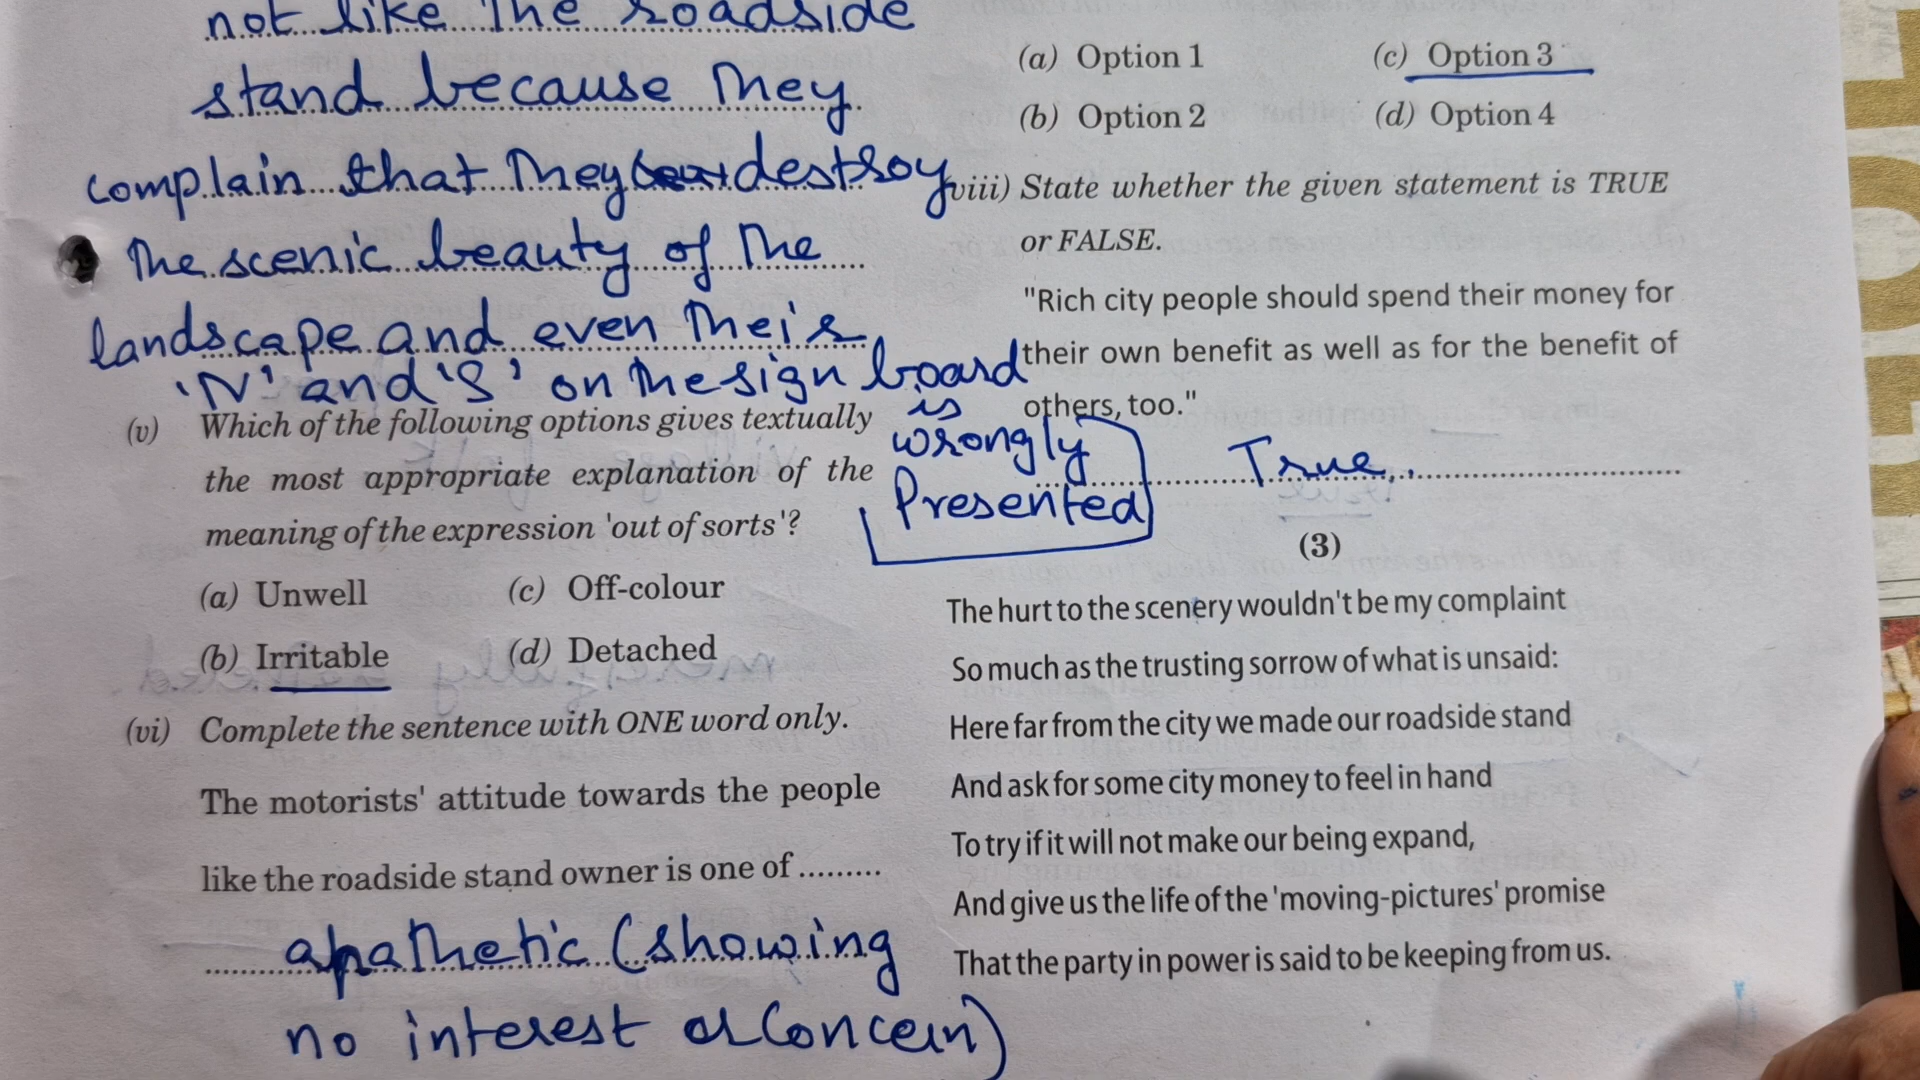 not like the roadside
stand because they
complain that they destroy
the scenic beauty of the
landscape and even their
'N' and 'S' on the sign board
is
wrongly
Presented
(v) Which of the following options gives textually
the most appropriate explanation of the
meaning of the expression 'out of sorts'?
(a) Unwell (c) Off-colour
(b) Irritable (d) Detached
(vi) Complete the sentence with ONE word only.
The motorists' attitude towards the people
like the roadside stand owner is one of .........
apathetic (showing
no interest or concern)
(a) Option 1 (c) Option 3
(b) Option 2 (d) Option 4
viii) State whether the given statement is TRUE
or FALSE.
"Rich city people should spend their money for
their own benefit as well as for the benefit of
others, too."
True
(3)
The hurt to the scenery wouldn't be my complaint
So much as the trusting sorrow of what is unsaid:
Here far from the city we made our roadside stand
And ask for some city money to feel in hand
To try if it will not make our being expand,
And give us the life of the 'moving-pictures' promise
That the party in power is said to be keeping from us.